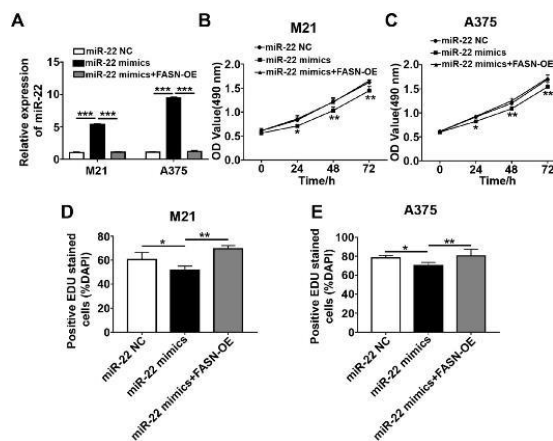 A
Relative expression
of miR-22
15
10
5
0
miR-22 NC
miR-22 mimics
miR-22 mimics+FASN-OE
*** ***
*** ***
M21
A375
B
M21
OD Value(490 nm)
2.0
1.5
1.0
0.5
0.0
miR-22 NC
miR-22 mimics
miR-22 mimics+FASN-OE
*
**
**
0 24 48 72
Time/h
C
A375
OD Value(490 nm)
2.0
1.5
1.0
0.5
0.0
miR-22 NC
miR-22 mimics
miR-22 mimics+FASN-OE
*
**
**
0 24 48 72
Time/h
D
M21
Positive EDU stained
cells (%DAPI)
100
80
60
40
20
0
* **
miR-22 NC
miR-22 mimics
miR-22 mimics+FASN-OE
E
A375
Positive EDU stained
cells (%DAPI)
100
80
60
40
20
0
* **
miR-22 NC
miR-22 mimics
miR-22 mimics+FASN-OE